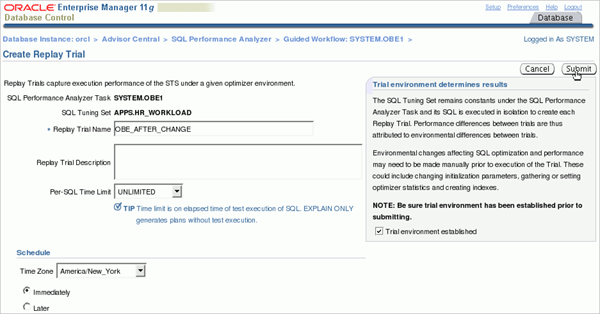 ORACLE Enterprise Manager 11g
Database Control
Setup Preferences Help Logout
Database
Database Instance: orcl > Advisor Central > SQL Performance Analyzer > Guided Workflow: SYSTEM.OBE1 >
Logged in As SYSTEM
Create Replay Trial
Cancel Submit
Replay Trials capture execution performance of the STS under a given optimizer environment.
SQL Performance Analyzer Task SYSTEM.OBE1
SQL Tuning Set APPS.HR_WORKLOAD
* Replay Trial Name OBE_AFTER_CHANGE
Replay Trial Description
Per-SQL Time Limit UNLIMITED
TIP Time limit is on elapsed time of test execution of SQL. EXPLAIN ONLY
generates plans without test execution.
Trial environment determines results
The SQL Tuning Set remains constants under the SQL Performance
Analyzer Task and its SQL is executed in isolation to create
each Replay Trial. Performance differences between trials are thus
attributed to environmental differences between trials.
Environmental changes affecting SQL optimization and performance
may need to be made manually prior to execution of the Trial. These
could include changing initialization parameters, gathering or setting
optimizer statistics and creating indexes.
NOTE: Be sure trial environment has been established prior to
submitting.
Trial environment established
Schedule
Time Zone America/New_York
Immediately
Later